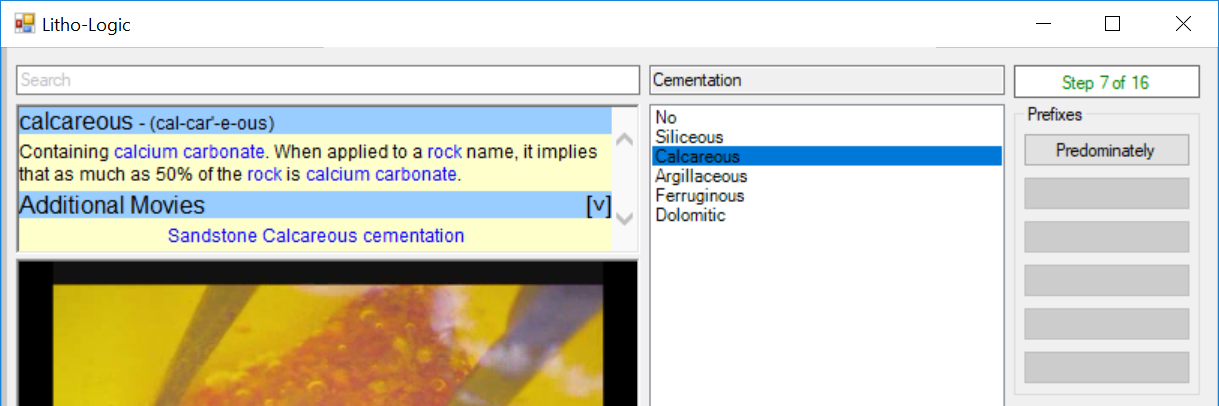 Litho-Logic
Search
Cementation
Step 7 of 16
calcareous - (cal-car'-e-ous)
Containing calcium carbonate. When applied to a rock name, it implies
that as much as 50% of the rock is calcium carbonate.
Additional Movies [v]
Sandstone Calcareous cementation
No
Siliceous
Calcareous
Argillaceous
Ferruginous
Dolomitic
Prefixes
Predominately